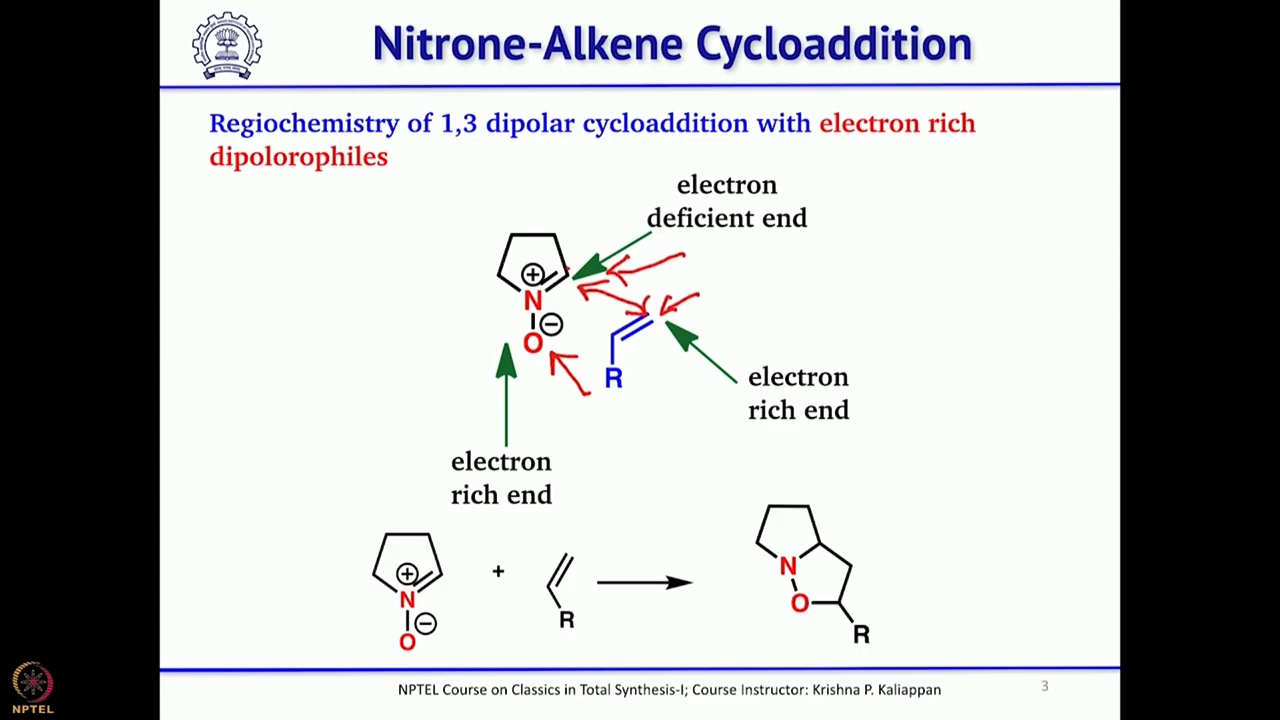 Nitrone-Alkene Cycloaddition
Regiochemistry of 1,3 dipolar cycloaddition with electron rich
dipolorophiles
electron
deficient end
N
O
R
electron
rich end
electron
rich end
N
O
+
R
N
O
R
NPTEL Course on Classics in Total Synthesis-I; Course Instructor: Krishna P. Kaliappan
3
NPTEL